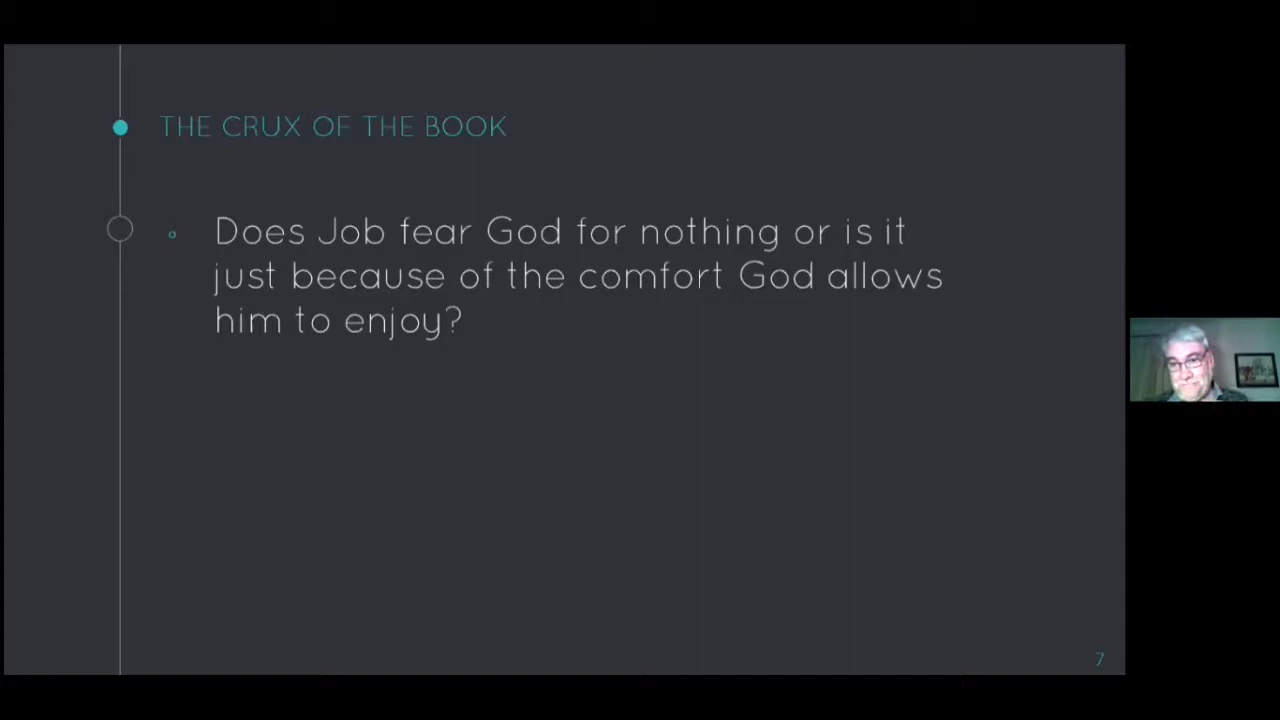 THE CRUX OF THE BOOK
Does Job fear God for nothing or is it
just because of the comfort God allows
him to enjoy?
7